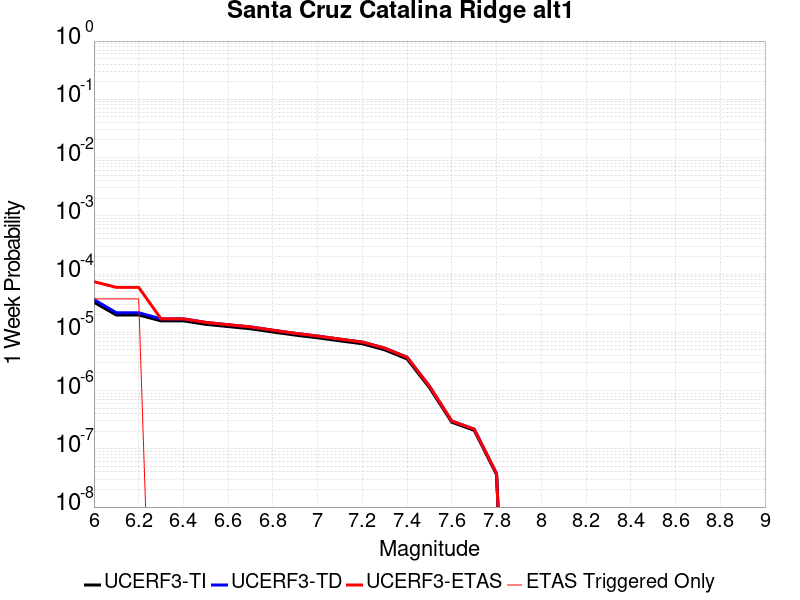 Santa Cruz Catalina Ridge alt1
10^0
10^-1
10^-2
10^-3
10^-4
10^-5
10^-6
10^-7
10^-8
1 Week Probability
6 6.2 6.4 6.6 6.8 7 7.2 7.4 7.6 7.8 8 8.2 8.4 8.6 8.8 9
Magnitude
UCERF3-TI UCERF3-TD UCERF3-ETAS ETAS Triggered Only